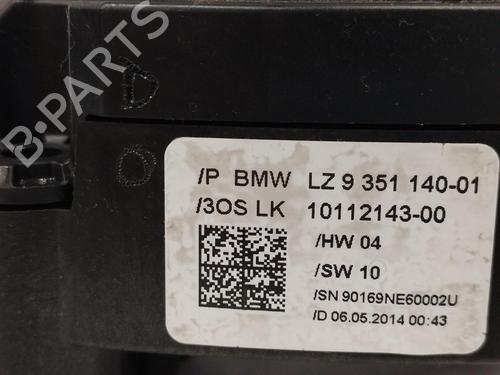 B-PARTS
D
O
/P BMW LZ 9 351 140-01
/3OS LK 10112143-00
/HW 04
/SW 10
/SN 90169NE60002U
/D 06.05.2014 00:43